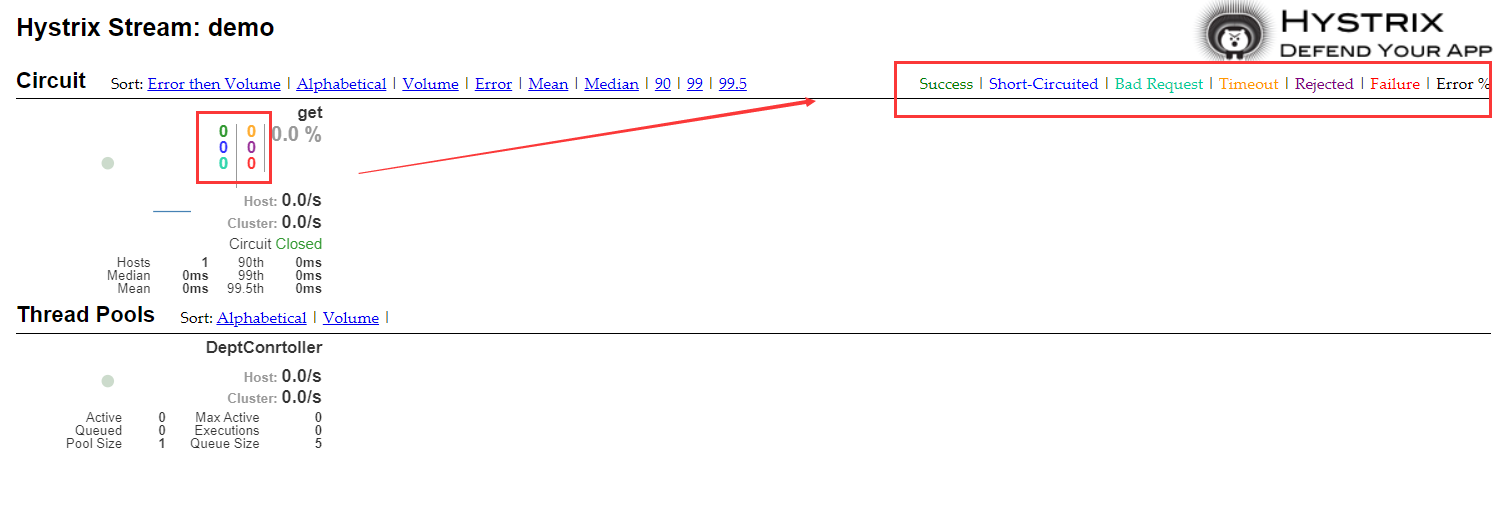 Hystrix Stream: demo
HYSTRIX
DEFEND YOUR APP
Circuit Sort: Error then Volume | Alphabetical | Volume | Error | Mean | Median | 90 | 99 | 99.5
Success | Short-Circuited | Bad Request | Timeout | Rejected | Failure | Error %
get
0 0 0.0 %
0 0
0 0
Host: 0.0/s
Cluster: 0.0/s
Circuit Closed
Hosts 1 90th 0ms
Median 0ms 99th 0ms
Mean 0ms 99.5th 0ms
Thread Pools Sort: Alphabetical | Volume |
DeptConrtoller
Host: 0.0/s
Cluster: 0.0/s
Active 0 Max Active 0
Queued 0 Executions 0
Pool Size 1 Queue Size 5